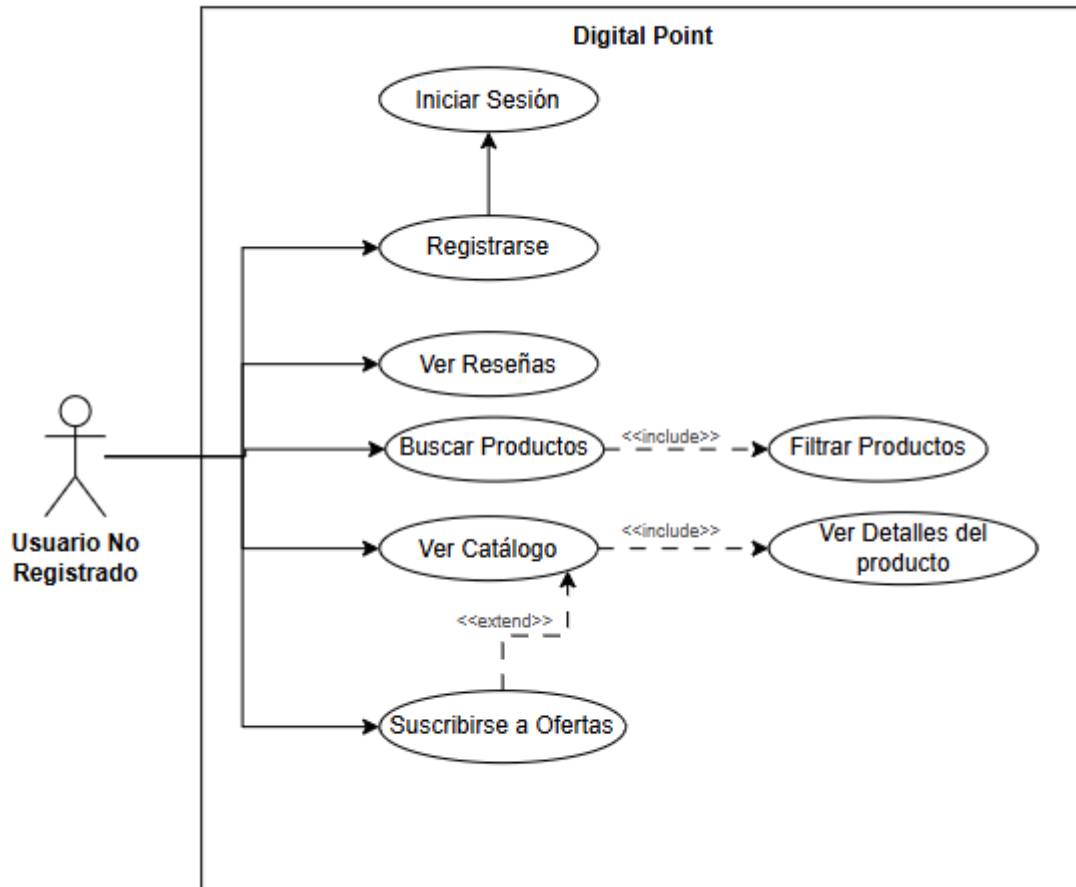 Digital Point
Iniciar Sesión
Registrarse
Ver Reseñas
Buscar Productos
<<include>>
Filtrar Productos
Usuario No
Registrado
Ver Catálogo
<<include>>
Ver Detalles del
producto
<<extend>>
Suscribirse a Ofertas